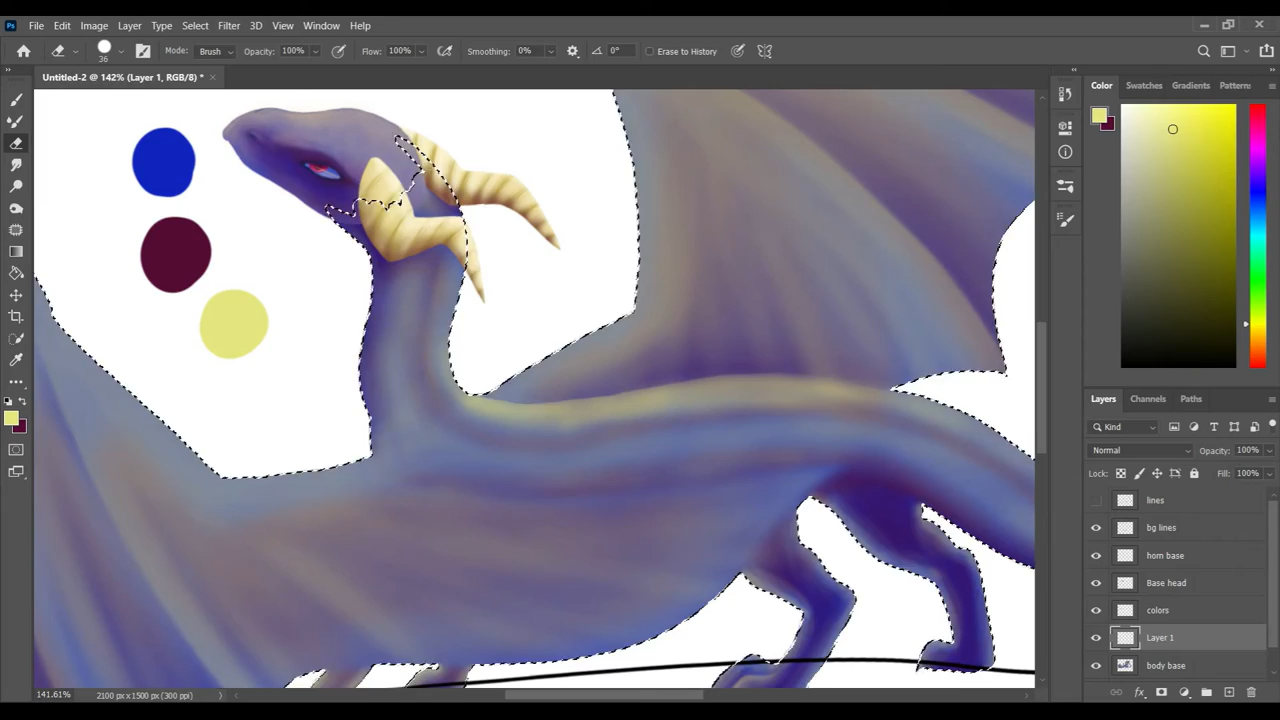 Ps File Edit Image Layer Type Select Filter 3D View Window Help
36 Mode: Brush Opacity: 100% Flow: 100% Smoothing: 0% 0° Erase to History
Untitled-2 @ 142% (Layer 1, RGB/8) *
Color Swatches Gradients Patterns
Layers Channels Paths
Kind
Normal Opacity: 100%
Lock: Fill: 100%
lines
bg lines
horn base
Base head
colors
Layer 1
body base
141.61% 2100 px x 1500 px (300 ppi)
fx